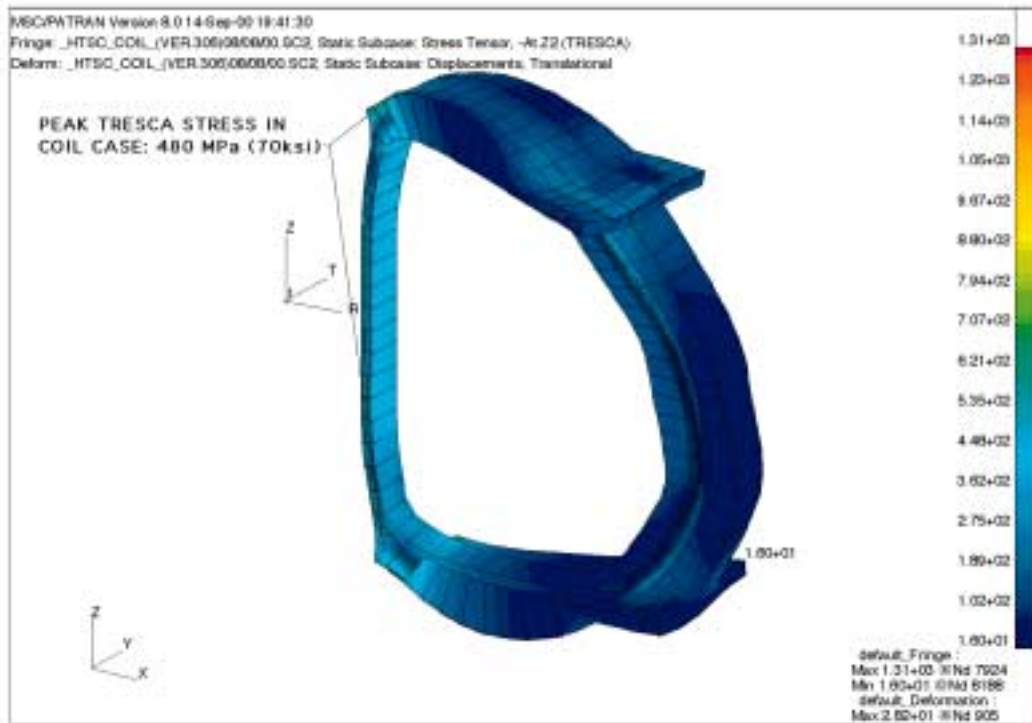 MSC/PATRAN Version 9.0 14-Sep-00 19:41:30
Fringe: _HTSC_COIL_(VER.306)08/08/00.SC2, Static Subcase: Stress Tensor, -At Z2 (TRESCA)
Deform: _HTSC_COIL_(VER.306)08/08/00.SC2, Static Subcase: Displacements, Translational
PEAK TRESCA STRESS IN
COIL CASE: 480 MPa (70ksi)
Z
T
R
1.31+03
1.23+03
1.14+03
1.05+03
9.67+02
8.80+02
7.94+02
7.07+02
6.21+02
5.35+02
4.48+02
3.62+02
2.75+02
1.89+02
1.02+02
1.60+01
1.60+01
Z
Y
X
default_Fringe :
Max 1.31+03 @Nd 7924
Min 1.60+01 @Nd
default_Deformation :
Max 2.82+01 @Nd 905